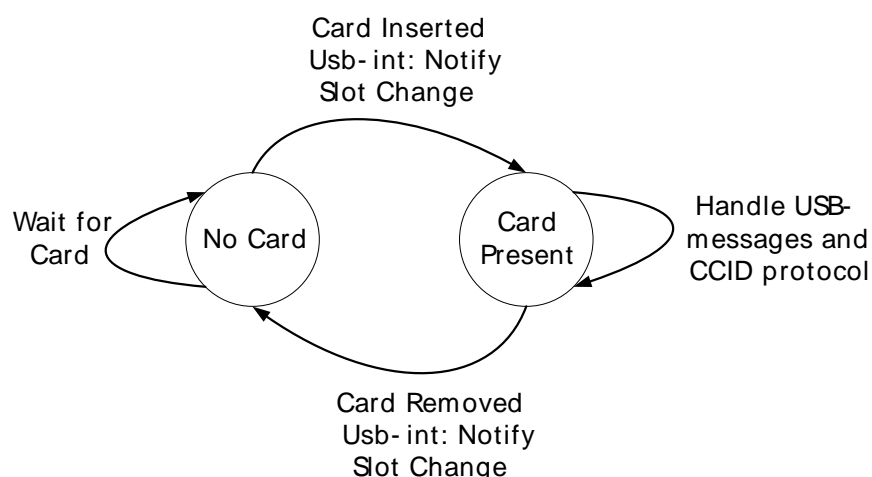 Card Inserted
Usb-int: Notify
Slot Change
Wait for
Card
No Card
Card
Present
Handle USB-
messages and
CCID protocol
Card Removed
Usb-int: Notify
Slot Change